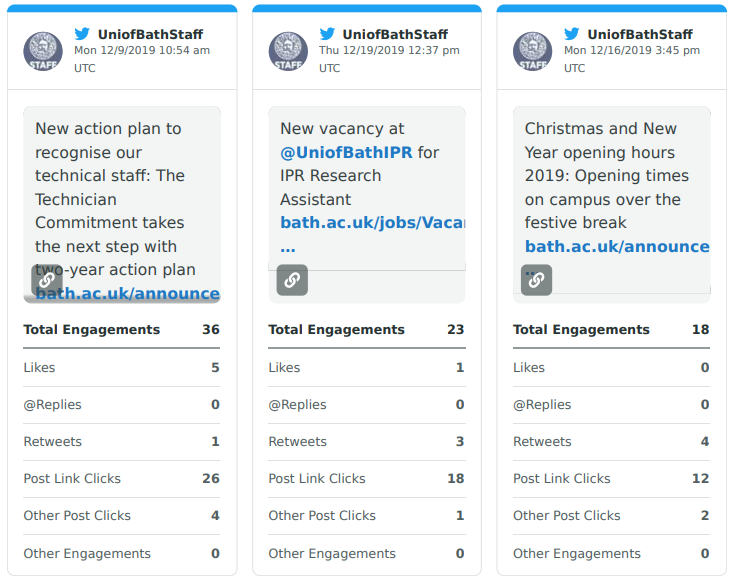 UniofBathStaff
Mon 12/9/2019 10:54 am
UTC
STAFF
New action plan to
recognise our
technical staff: The
Technician
Commitment takes
the next step with
two-year action plan
bath.ac.uk/announce
Total Engagements 36
Likes 5
@Replies 0
Retweets 1
Post Link Clicks 26
Other Post Clicks 4
Other Engagements 0
UniofBathStaff
Thu 12/19/2019 12:37 pm
UTC
STAFF
New vacancy at
@UniofBathIPR for
IPR Research
Assistant
bath.ac.uk/jobs/Vaca
...
Total Engagements 23
Likes 1
@Replies 0
Retweets 3
Post Link Clicks 18
Other Post Clicks 1
Other Engagements 0
UniofBathStaff
Mon 12/16/2019 3:45 pm
UTC
STAFF
Christmas and New
Year opening hours
2019: Opening times
on campus over the
festive break
bath.ac.uk/announce
...
Total Engagements 18
Likes 0
@Replies 0
Retweets 4
Post Link Clicks 12
Other Post Clicks 2
Other Engagements 0